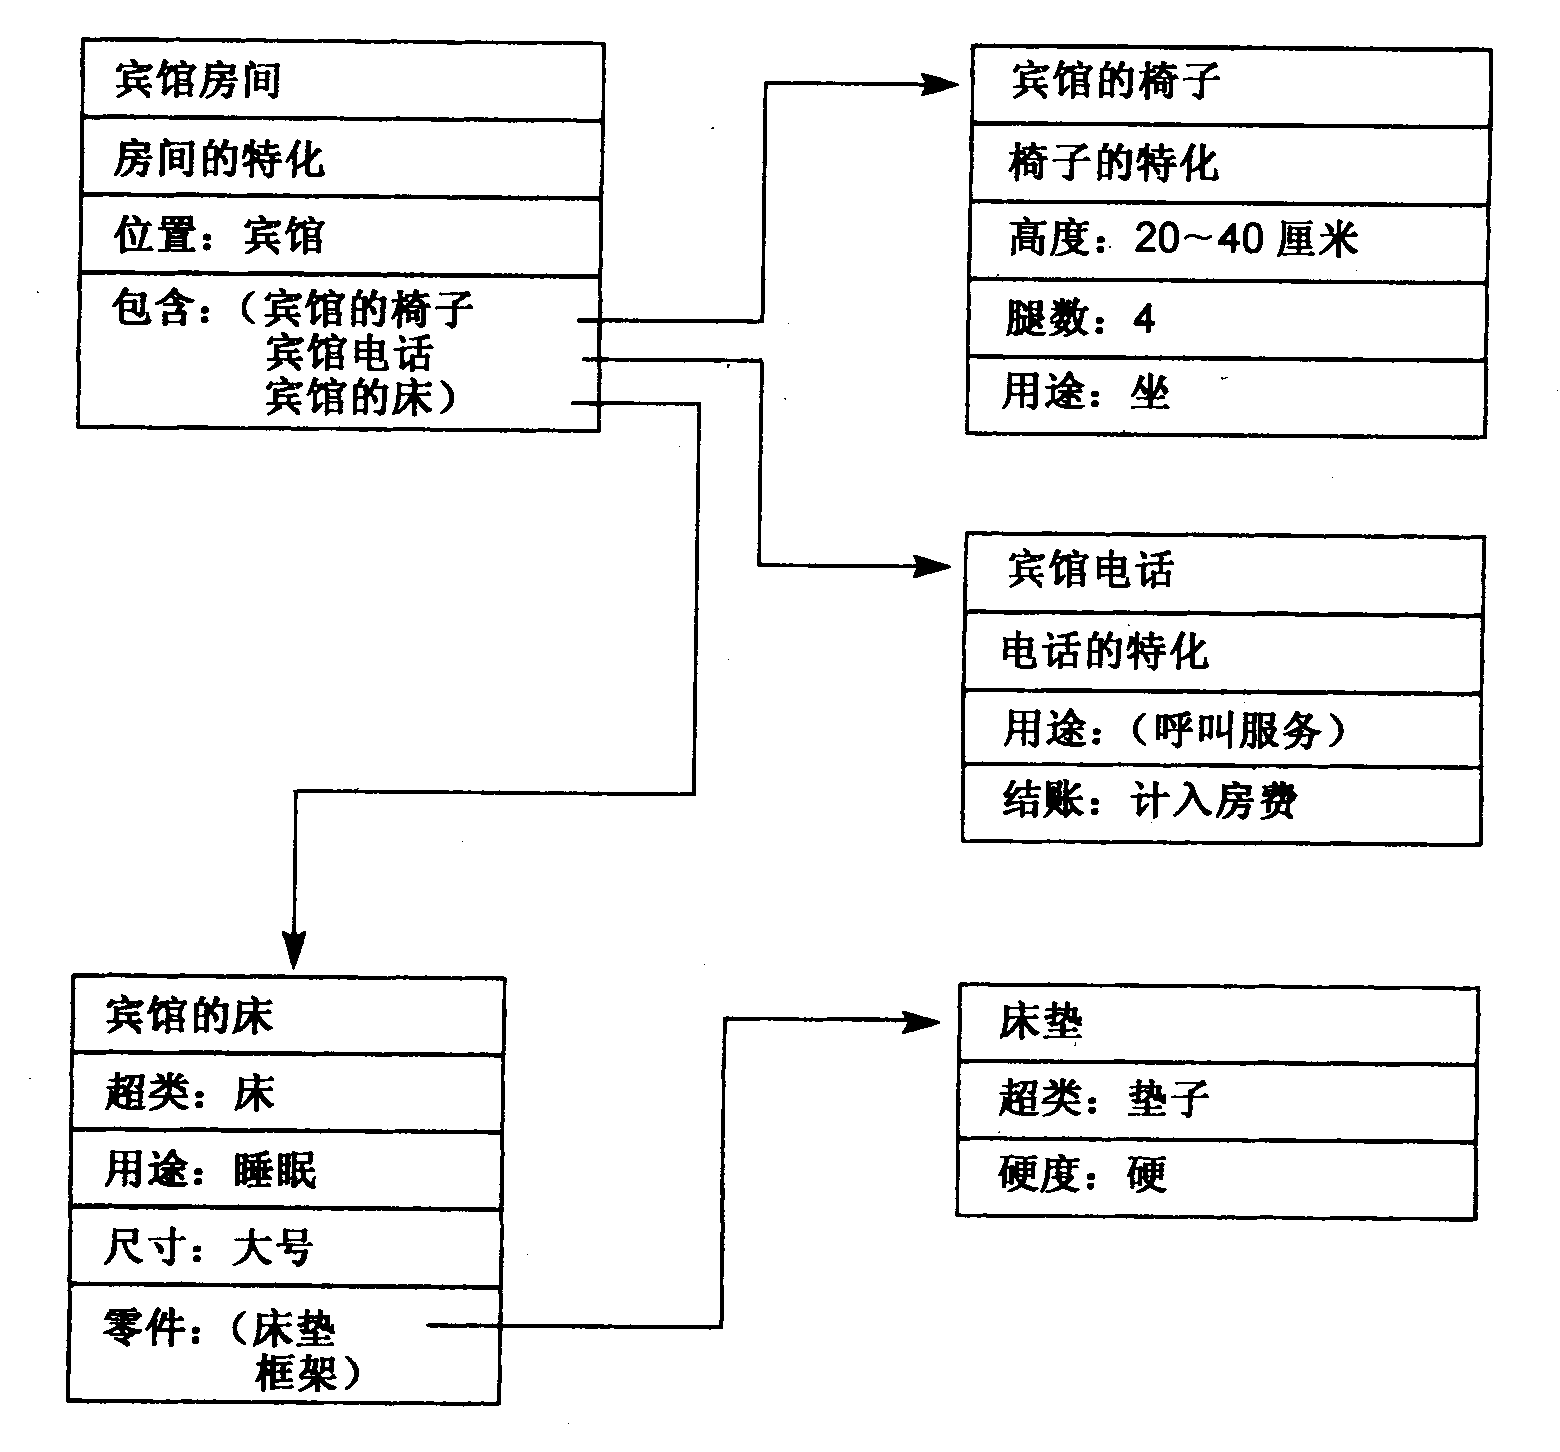 宾馆房间
房间的特化
位置：宾馆
包含：（宾馆的椅子
宾馆电话
宾馆的床）
宾馆的椅子
椅子的特化
高度：20～40 厘米
腿数：4
用途：坐
宾馆电话
电话的特化
用途：（呼叫服务）
结账：计入房费
宾馆的床
超类：床
用途：睡眠
尺寸：大号
零件：（床垫
框架）
床垫
超类：垫子
硬度：硬